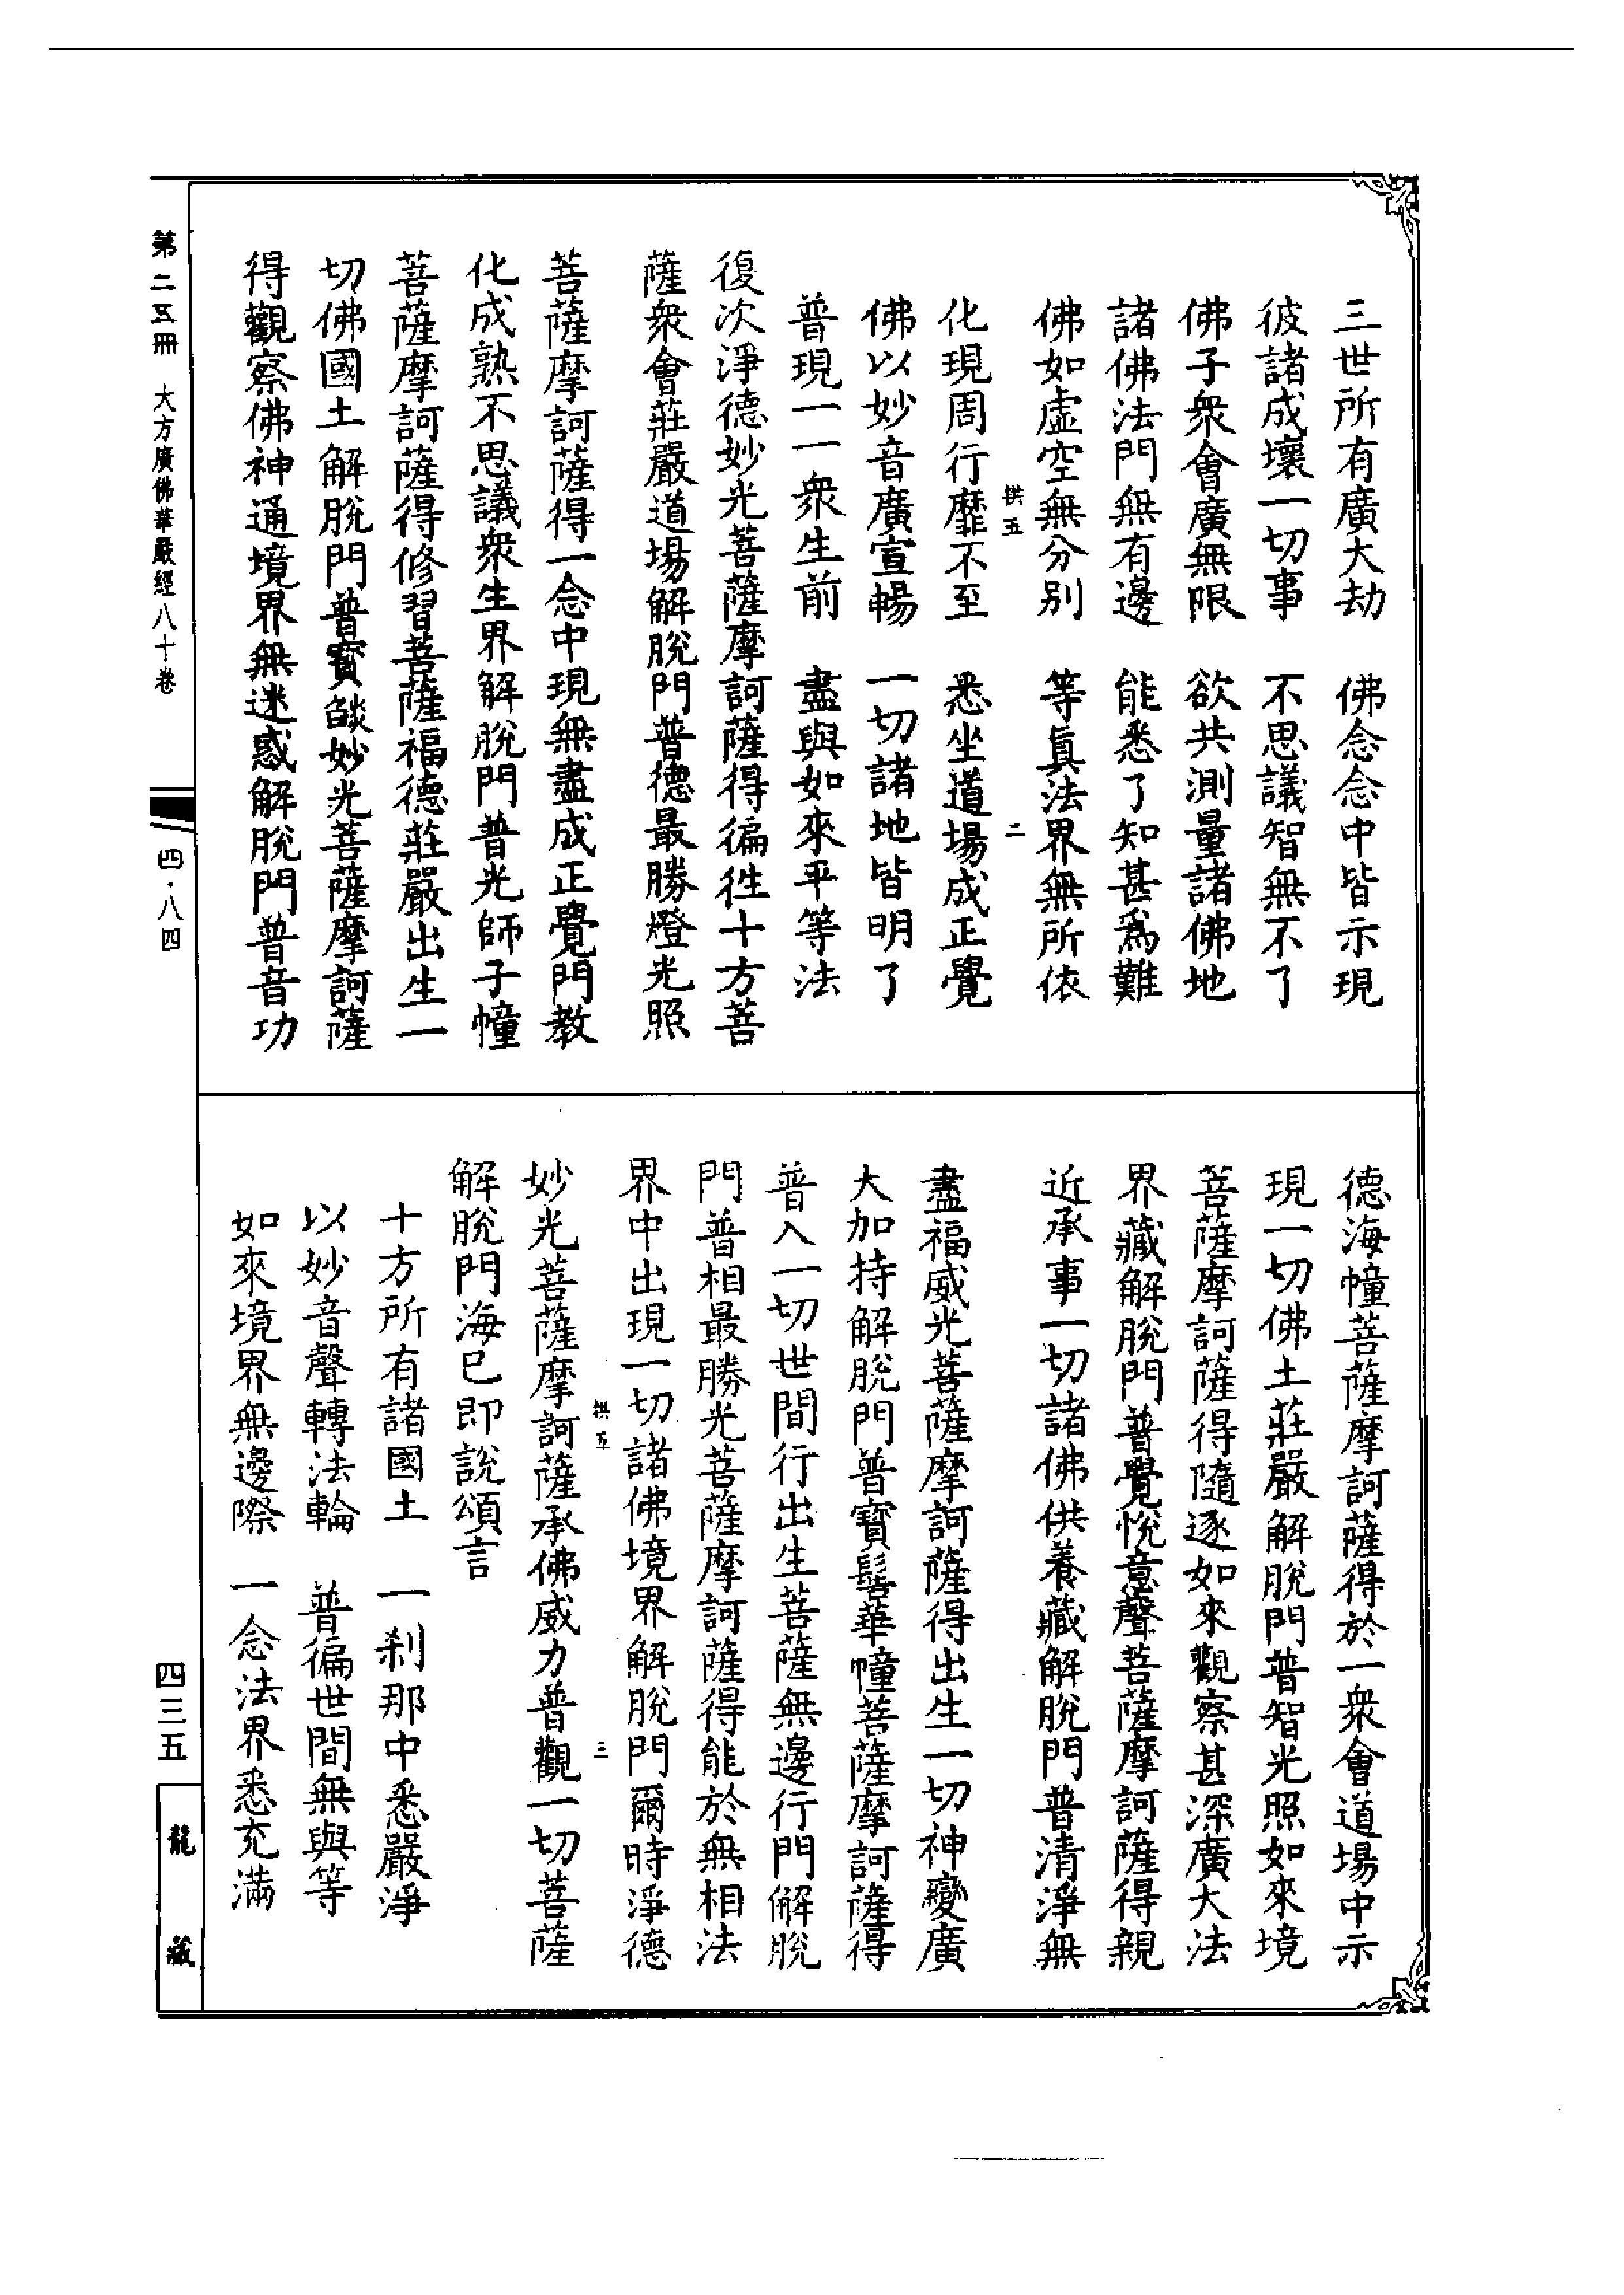 三世所有廣大劫　佛念念中皆示現
彼諸成壞一切事　不思議智無不了
佛子衆會廣無限　欲共測量諸佛地
諸佛法門無有邊　能悉了知甚爲難
佛如虛空無分別　等眞法界無所依
拱五　二
化現周行靡不至　悉坐道場成正覺
佛以妙音廣宣暢　一切諸地皆明了
普現一一衆生前　盡與如來平等法
復次淨德妙光菩薩摩訶薩得徧徃十方菩
薩衆會莊嚴道場解脫門普德最勝燈光照
菩薩摩訶薩得一念中現無盡成正覺門教
化成熟不思議衆生界解脫門普光師子幢
菩薩摩訶薩得修習菩薩福德莊嚴出生一
切佛國土解脫門普寳燄妙光菩薩摩訶薩
得觀察佛神通境界無迷惑解脫門普音功
德海幢菩薩摩訶薩得於一衆會道場中示
現一切佛土莊嚴解脫門普智光照如來境
菩薩摩訶薩得隨逐如來觀察甚深廣大法
界藏解脫門普覺悅意聲菩薩摩訶薩得親
近承事一切諸佛供養藏解脫門普清淨無
盡福威光菩薩摩訶薩得出生一切神變廣
大加持解脫門普寳髻華幢菩薩摩訶薩得
普入一切世間行出生菩薩無邊行門解脫
門普相最勝光菩薩摩訶薩得能於無相法
界中出現一切諸佛境界解脫門爾時淨德
拱五　三
妙光菩薩摩訶薩承佛威力普觀一切菩薩
解脫門海已即說頌言
十方所有諸國土　一刹那中悉嚴淨
以妙音聲轉法輪　普徧世間無與等
如來境界無邊際　一念法界悉充滿
第二五冊　大方廣佛華嚴經八十卷
四·八四
四三五
龍藏